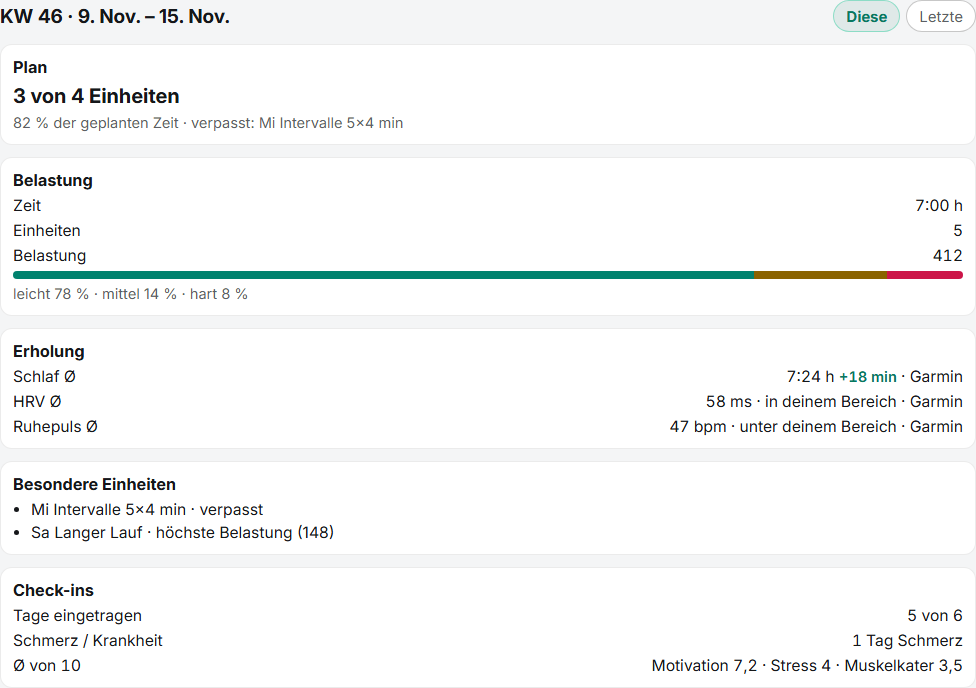 KW 46 · 9. Nov. – 15. Nov.
Diese
Letzte
Plan
3 von 4 Einheiten
82 % der geplanten Zeit · verpasst: Mi Intervalle 5×4 min
Belastung
Zeit 7:00 h
Einheiten 5
Belastung 412
leicht 78 % · mittel 14 % · hart 8 %
Erholung
Schlaf Ø 7:24 h +18 min · Garmin
HRV Ø 58 ms · in deinem Bereich · Garmin
Ruhepuls Ø 47 bpm · unter deinem Bereich · Garmin
Besondere Einheiten
• Mi Intervalle 5×4 min · verpasst
• Sa Langer Lauf · höchste Belastung (148)
Check-ins
Tage eingetragen 5 von 6
Schmerz / Krankheit 1 Tag Schmerz
Ø von 10 Motivation 7,2 · Stress 4 · Muskelkater 3,5